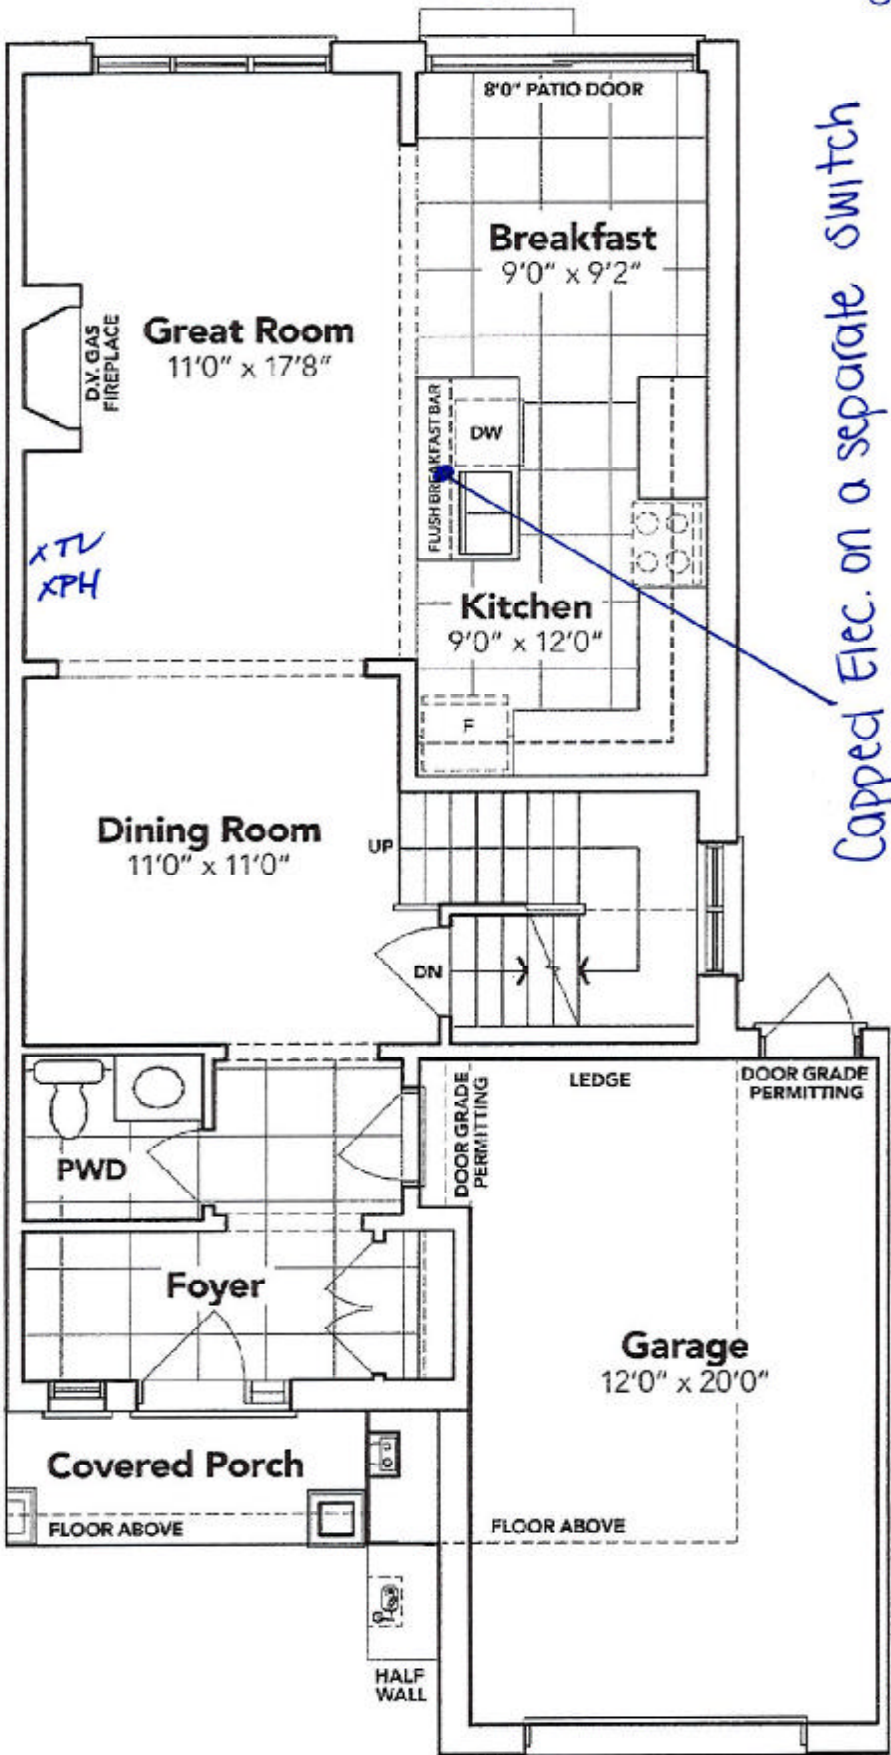 8'0" PATIO DOOR
Breakfast
9'0" x 9'2"
Great Room
11'0" x 17'8"
D.V. GAS
FIREPLACE
FLUSH BREAKFAST BAR
DW
Capped Elec. on a separate switch
xTV
xPH
Kitchen
9'0" x 12'0"
F
Dining Room
11'0" x 11'0"
UP
DN
DOOR GRADE
PERMITTING
LEDGE
DOOR GRADE
PERMITTING
PWD
Foyer
Garage
12'0" x 20'0"
Covered Porch
FLOOR ABOVE
FLOOR ABOVE
HALF
WALL